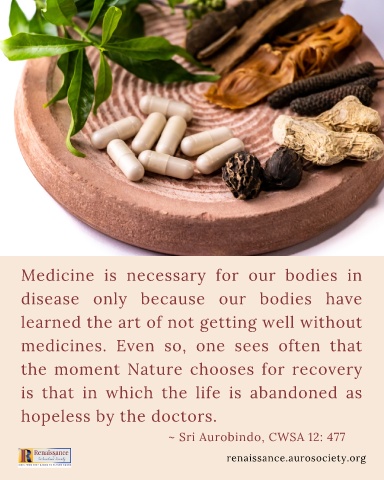 Medicine is necessary for our bodies in
disease only because our bodies have
learned the art of not getting well without
medicines. Even so, one sees often that
the moment Nature chooses for recovery
is that in which the life is abandoned as
hopeless by the doctors.
~ Sri Aurobindo, CWSA 12: 477
Renaissance
renaissance.aurosociety.org